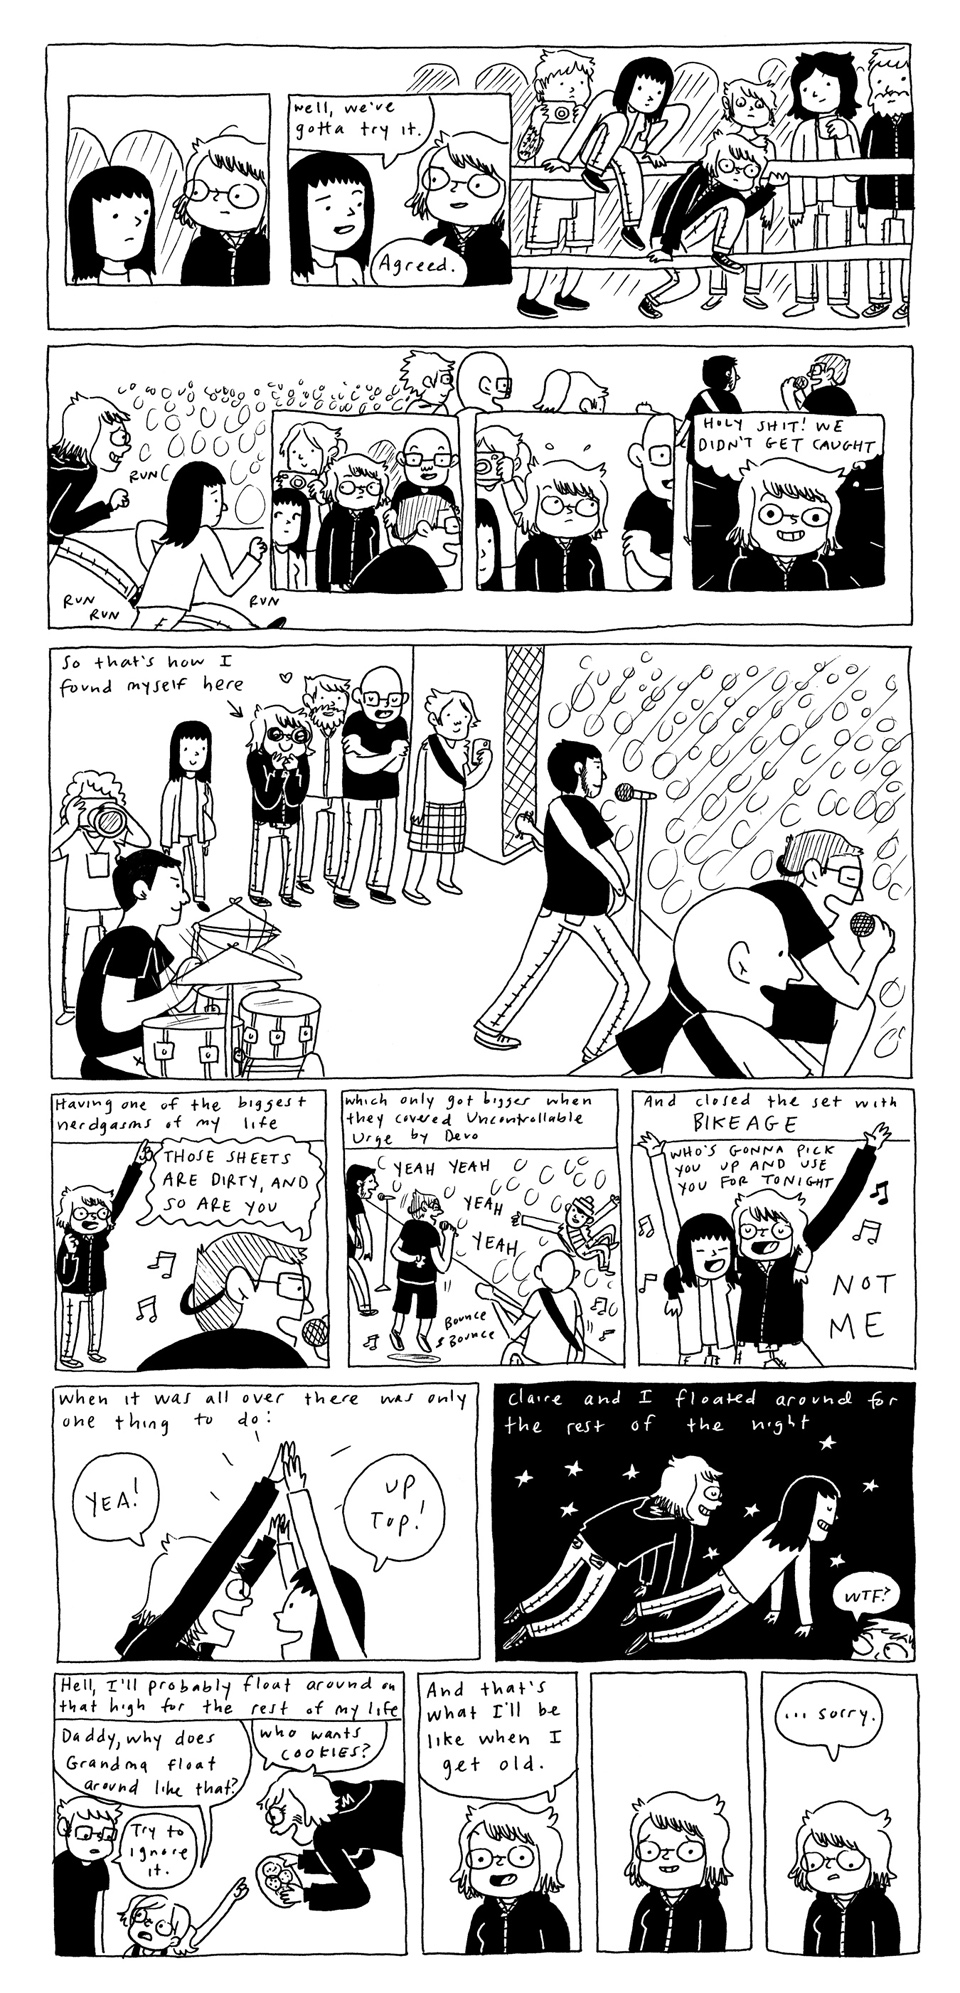 well, we've
gotta try it.
Agreed.
RUN
RUN
RUN
RUN
HOLY SHIT! WE
DIDN'T GET CAUGHT
So that's how I
found myself here
Having one of the biggest
nerdgasms of my life
THOSE SHEETS
ARE DIRTY, AND
SO ARE YOU
which only got bigger when
they covered Uncontrollable
Urge by Devo
YEAH YEAH
YEAH
YEAH
Bounce
& Bounce
And closed the set with
BIKEAGE
WHO'S GONNA PICK
YOU UP AND USE
YOU FOR TONIGHT
NOT
ME
when it was all over there was only
one thing to do:
YEA!
UP
TOP!
Claire and I floated around for
the rest of the night
WTF?
Hell, I'll probably float around on
that high for the rest of my life
Daddy, why does
Grandma float
around like that?
who wants
COOKIES?
Try to
ignore
it.
And that's
what I'll be
like when I
get old.
... sorry.